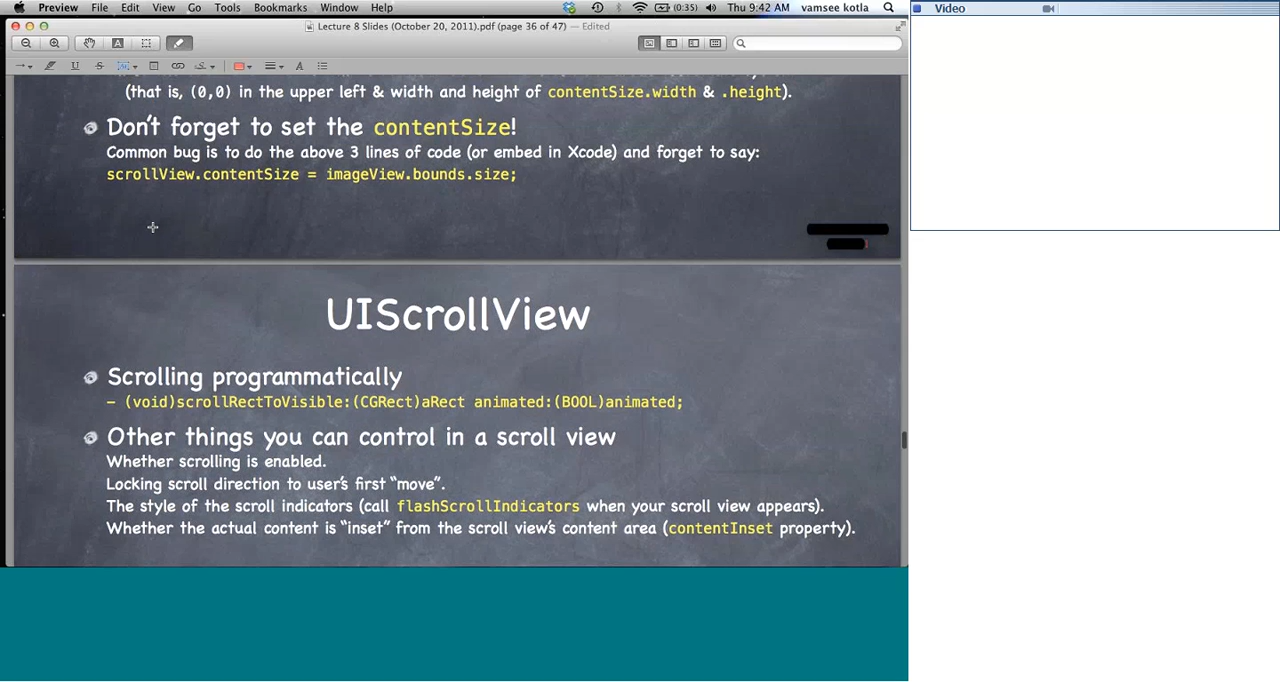 Preview File Edit View Go Tools Bookmarks Window Help (0:35) Thu 9:42 AM vamsee kotla
Video
Lecture 8 Slides (October 20, 2011).pdf (page 36 of 47) — Edited
(that is, (0,0) in the upper left & width and height of contentSize.width & .height).
Don't forget to set the contentSize!
Common bug is to do the above 3 lines of code (or embed in Xcode) and forget to say:
scrollView.contentSize = imageView.bounds.size;
UIScrollView
Scrolling programmatically
- (void)scrollRectToVisible:(CGRect)aRect animated:(BOOL)animated;
Other things you can control in a scroll view
Whether scrolling is enabled.
Locking scroll direction to user's first “move”.
The style of the scroll indicators (call flashScrollIndicators when your scroll view appears).
Whether the actual content is “inset” from the scroll view's content area (contentInset property).